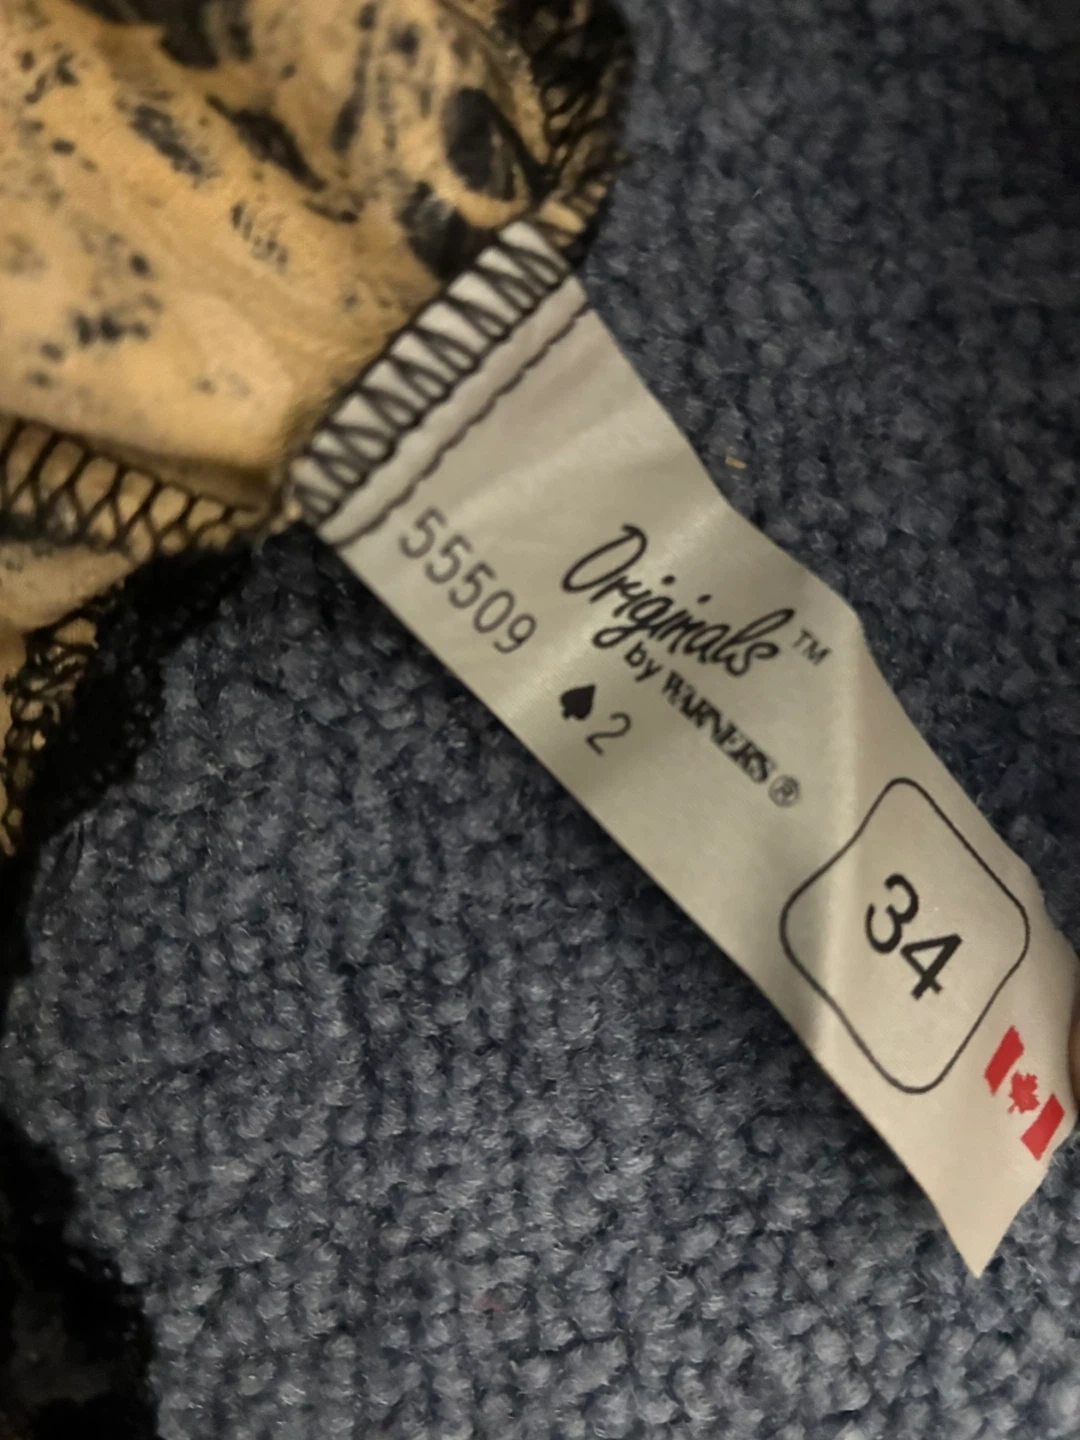 55509
♠2
Originals™
by WARNERS®
34